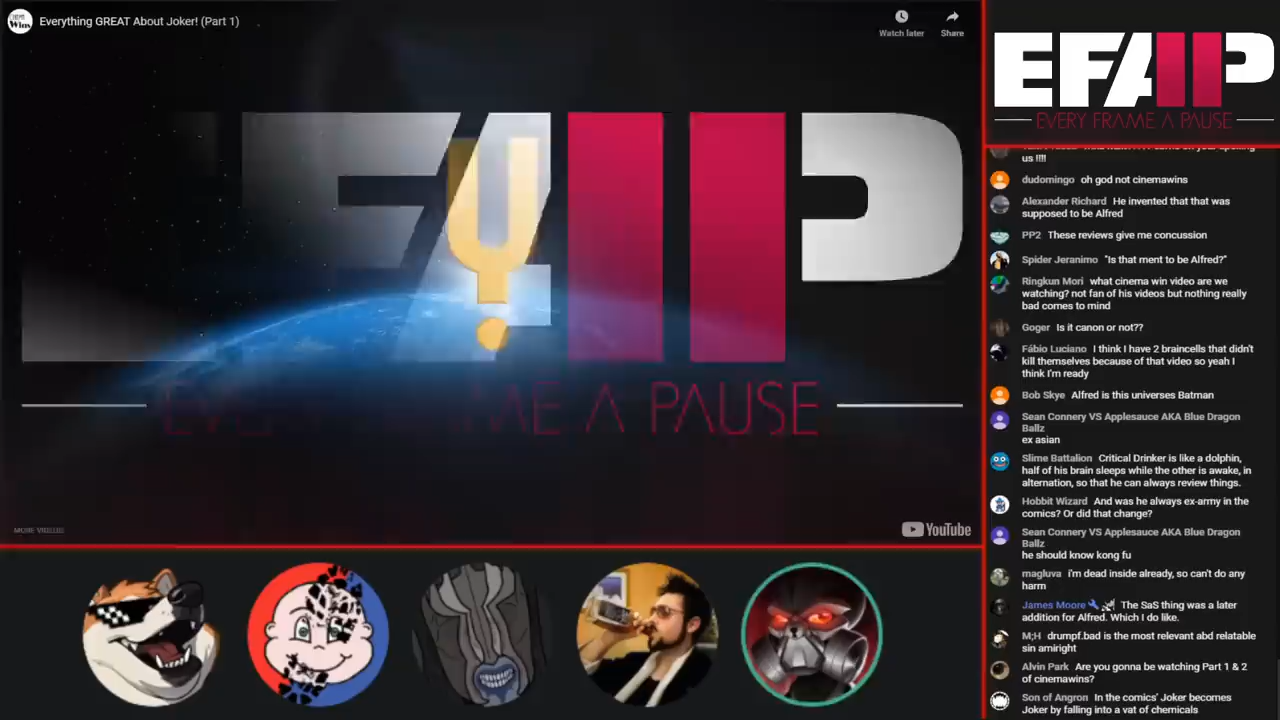 Everything GREAT About Joker! (Part 1)
Watch later
Share
EFAP
EVERY FRAME A PAUSE
MORE VIDEOS
YouTube
EFAP
EVERY FRAME A PAUSE
us !!!!
dudomingo oh god not cinemawins
Alexander Richard He invented that that was
supposed to be Alfred
PP2 These reviews give me concussion
Spider Jeranimo "Is that ment to be Alfred?"
Ringkun Mori what cinema win video are we
watching? not fan of his videos but nothing really
bad comes to mind
Goger Is it canon or not??
Fábio Luciano I think I have 2 braincells that didn't
kill themselves because of that video so yeah I
think I'm ready
Bob Skye Alfred is this universes Batman
Sean Connery VS Applesauce AKA Blue Dragon
Ballz
ex asian
Slime Battalion Critical Drinker is like a dolphin,
half of his brain sleeps while the other is awake, in
alternation, so that he can always review things.
Hobbit Wizard And was he always ex-army in the
comics? Or did that change?
Sean Connery VS Applesauce AKA Blue Dragon
Ballz
he should know kong fu
magluva i'm dead inside already, so can't do any
harm
James Moore The SaS thing was a later
addition for Alfred. Which I do like.
M;H drumpf.bad is the most relevant abd relatable
sin amiright
Alvin Park Are you gonna be watching Part 1 & 2
of cinemawins?
Son of Angron In the comics' Joker becomes
Joker by falling into a vat of chemicals